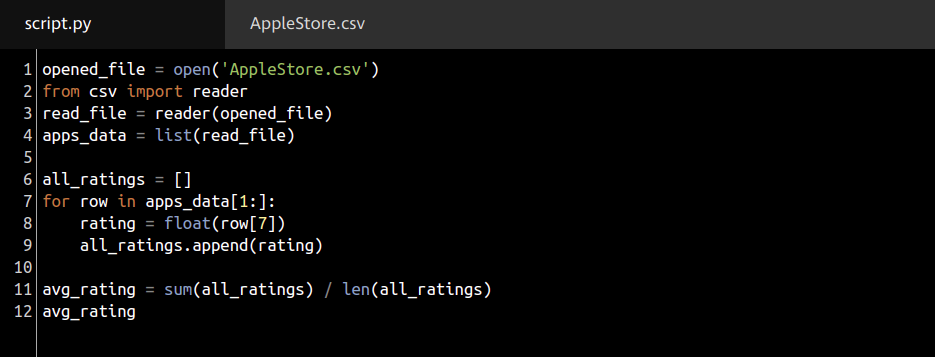 script.py AppleStore.csv
1 opened_file = open('AppleStore.csv')
2 from csv import reader
3 read_file = reader(opened_file)
4 apps_data = list(read_file)
5
6 all_ratings = []
7 for row in apps_data[1:]:
8     rating = float(row[7])
9     all_ratings.append(rating)
10
11 avg_rating = sum(all_ratings) / len(all_ratings)
12 avg_rating